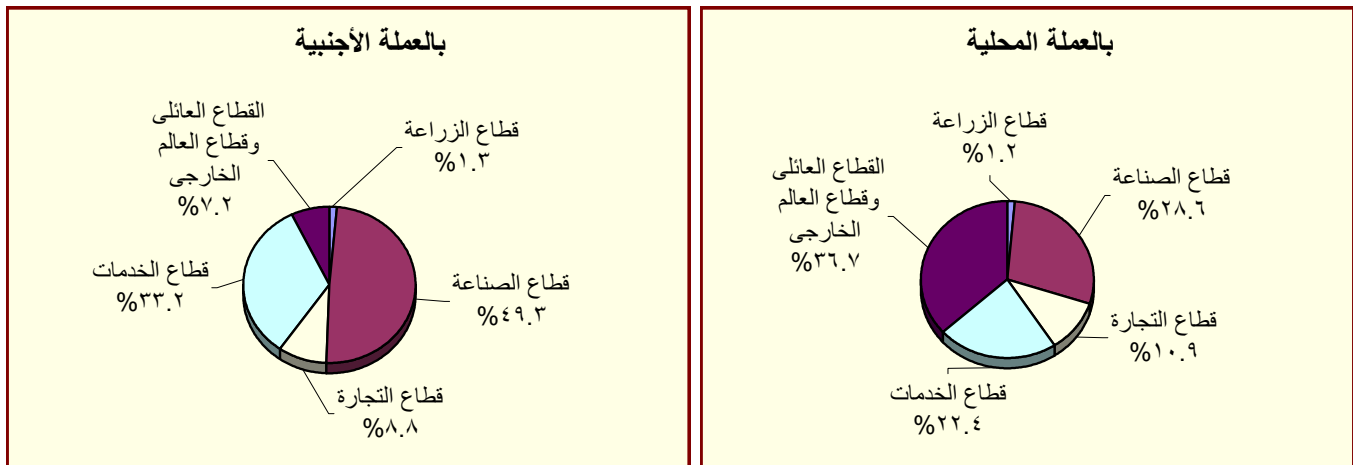 بالعملة المحلية
قطاع الزراعة
%١.٢
قطاع الصناعة
%٢٨.٦
قطاع التجارة
%١٠.٩
قطاع الخدمات
%٢٢.٤
القطاع العائلى
وقطاع العالم
الخارجى
%٣٦.٧
بالعملة الأجنبية
قطاع الزراعة
%١.٣
قطاع الصناعة
%٤٩.٣
قطاع التجارة
%٨.٨
قطاع الخدمات
%٣٣.٢
القطاع العائلى
وقطاع العالم
الخارجى
%٧.٢